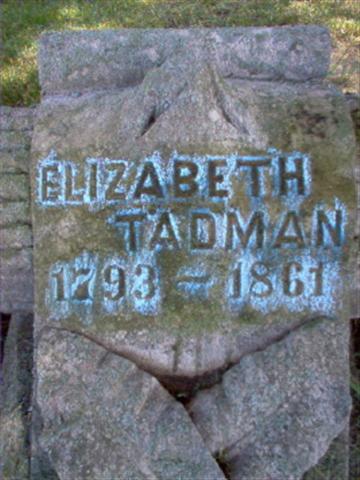 ELIZABETH
TADMAN
1793 - 1861